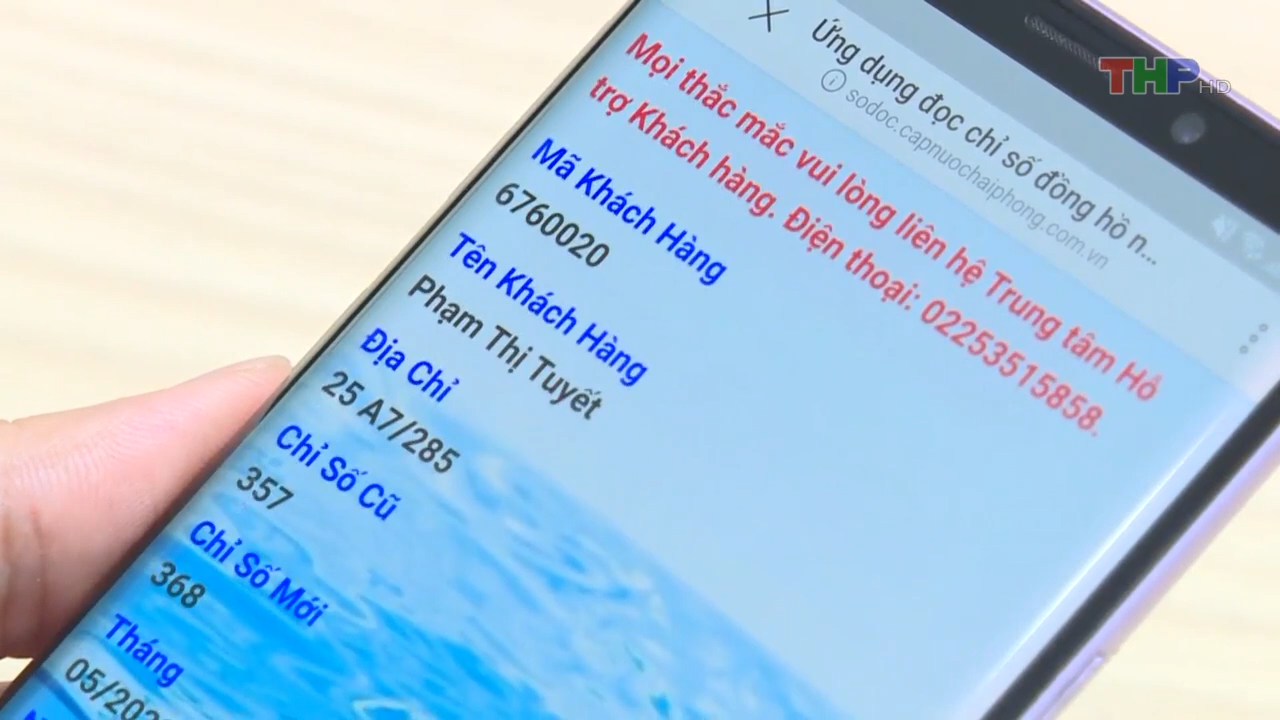 THP HD
Ứng dụng đọc chỉ số đồng hồ n...
sodoc.capnuochaiphong.com.vn
Mọi thắc mắc vui lòng liên hệ Trung tâm Hỗ
trợ Khách hàng. Điện thoại: 02253515858.
Mã Khách Hàng
6760020
Tên Khách Hàng
Phạm Thị Tuyết
Địa Chỉ
25 A7/285
Chỉ Số Cũ
357
Chỉ Số Mới
368
Tháng